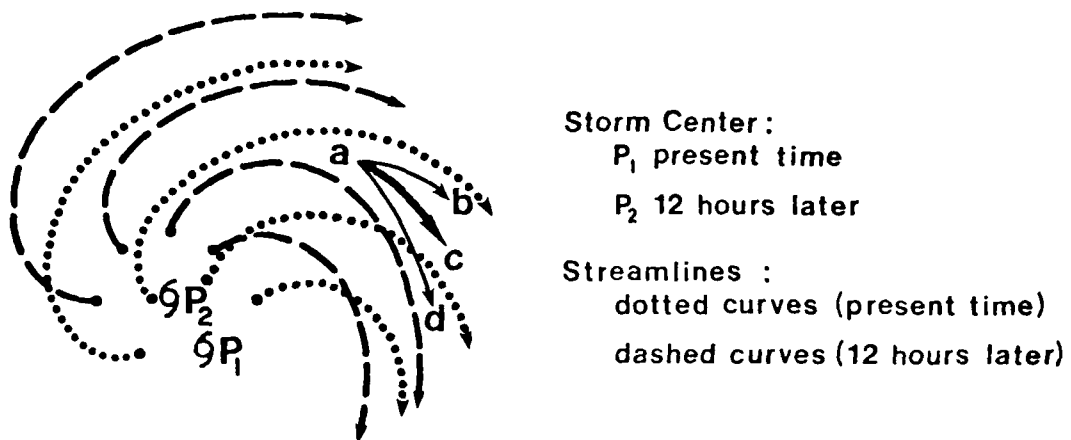 a
b
c
d
P₂
P₁
Storm Center :
P₁ present time
P₂ 12 hours later
Streamlines :
dotted curves (present time)
dashed curves (12 hours later)